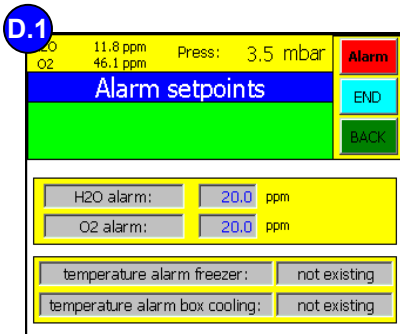 D.1
20 11.8 ppm Press: 3.5 mbar Alarm
O2 46.1 ppm
Alarm setpoints END
BACK
H2O alarm: 20.0 ppm
O2 alarm: 20.0 ppm
temperature alarm freezer: not existing
temperature alarm box cooling: not existing